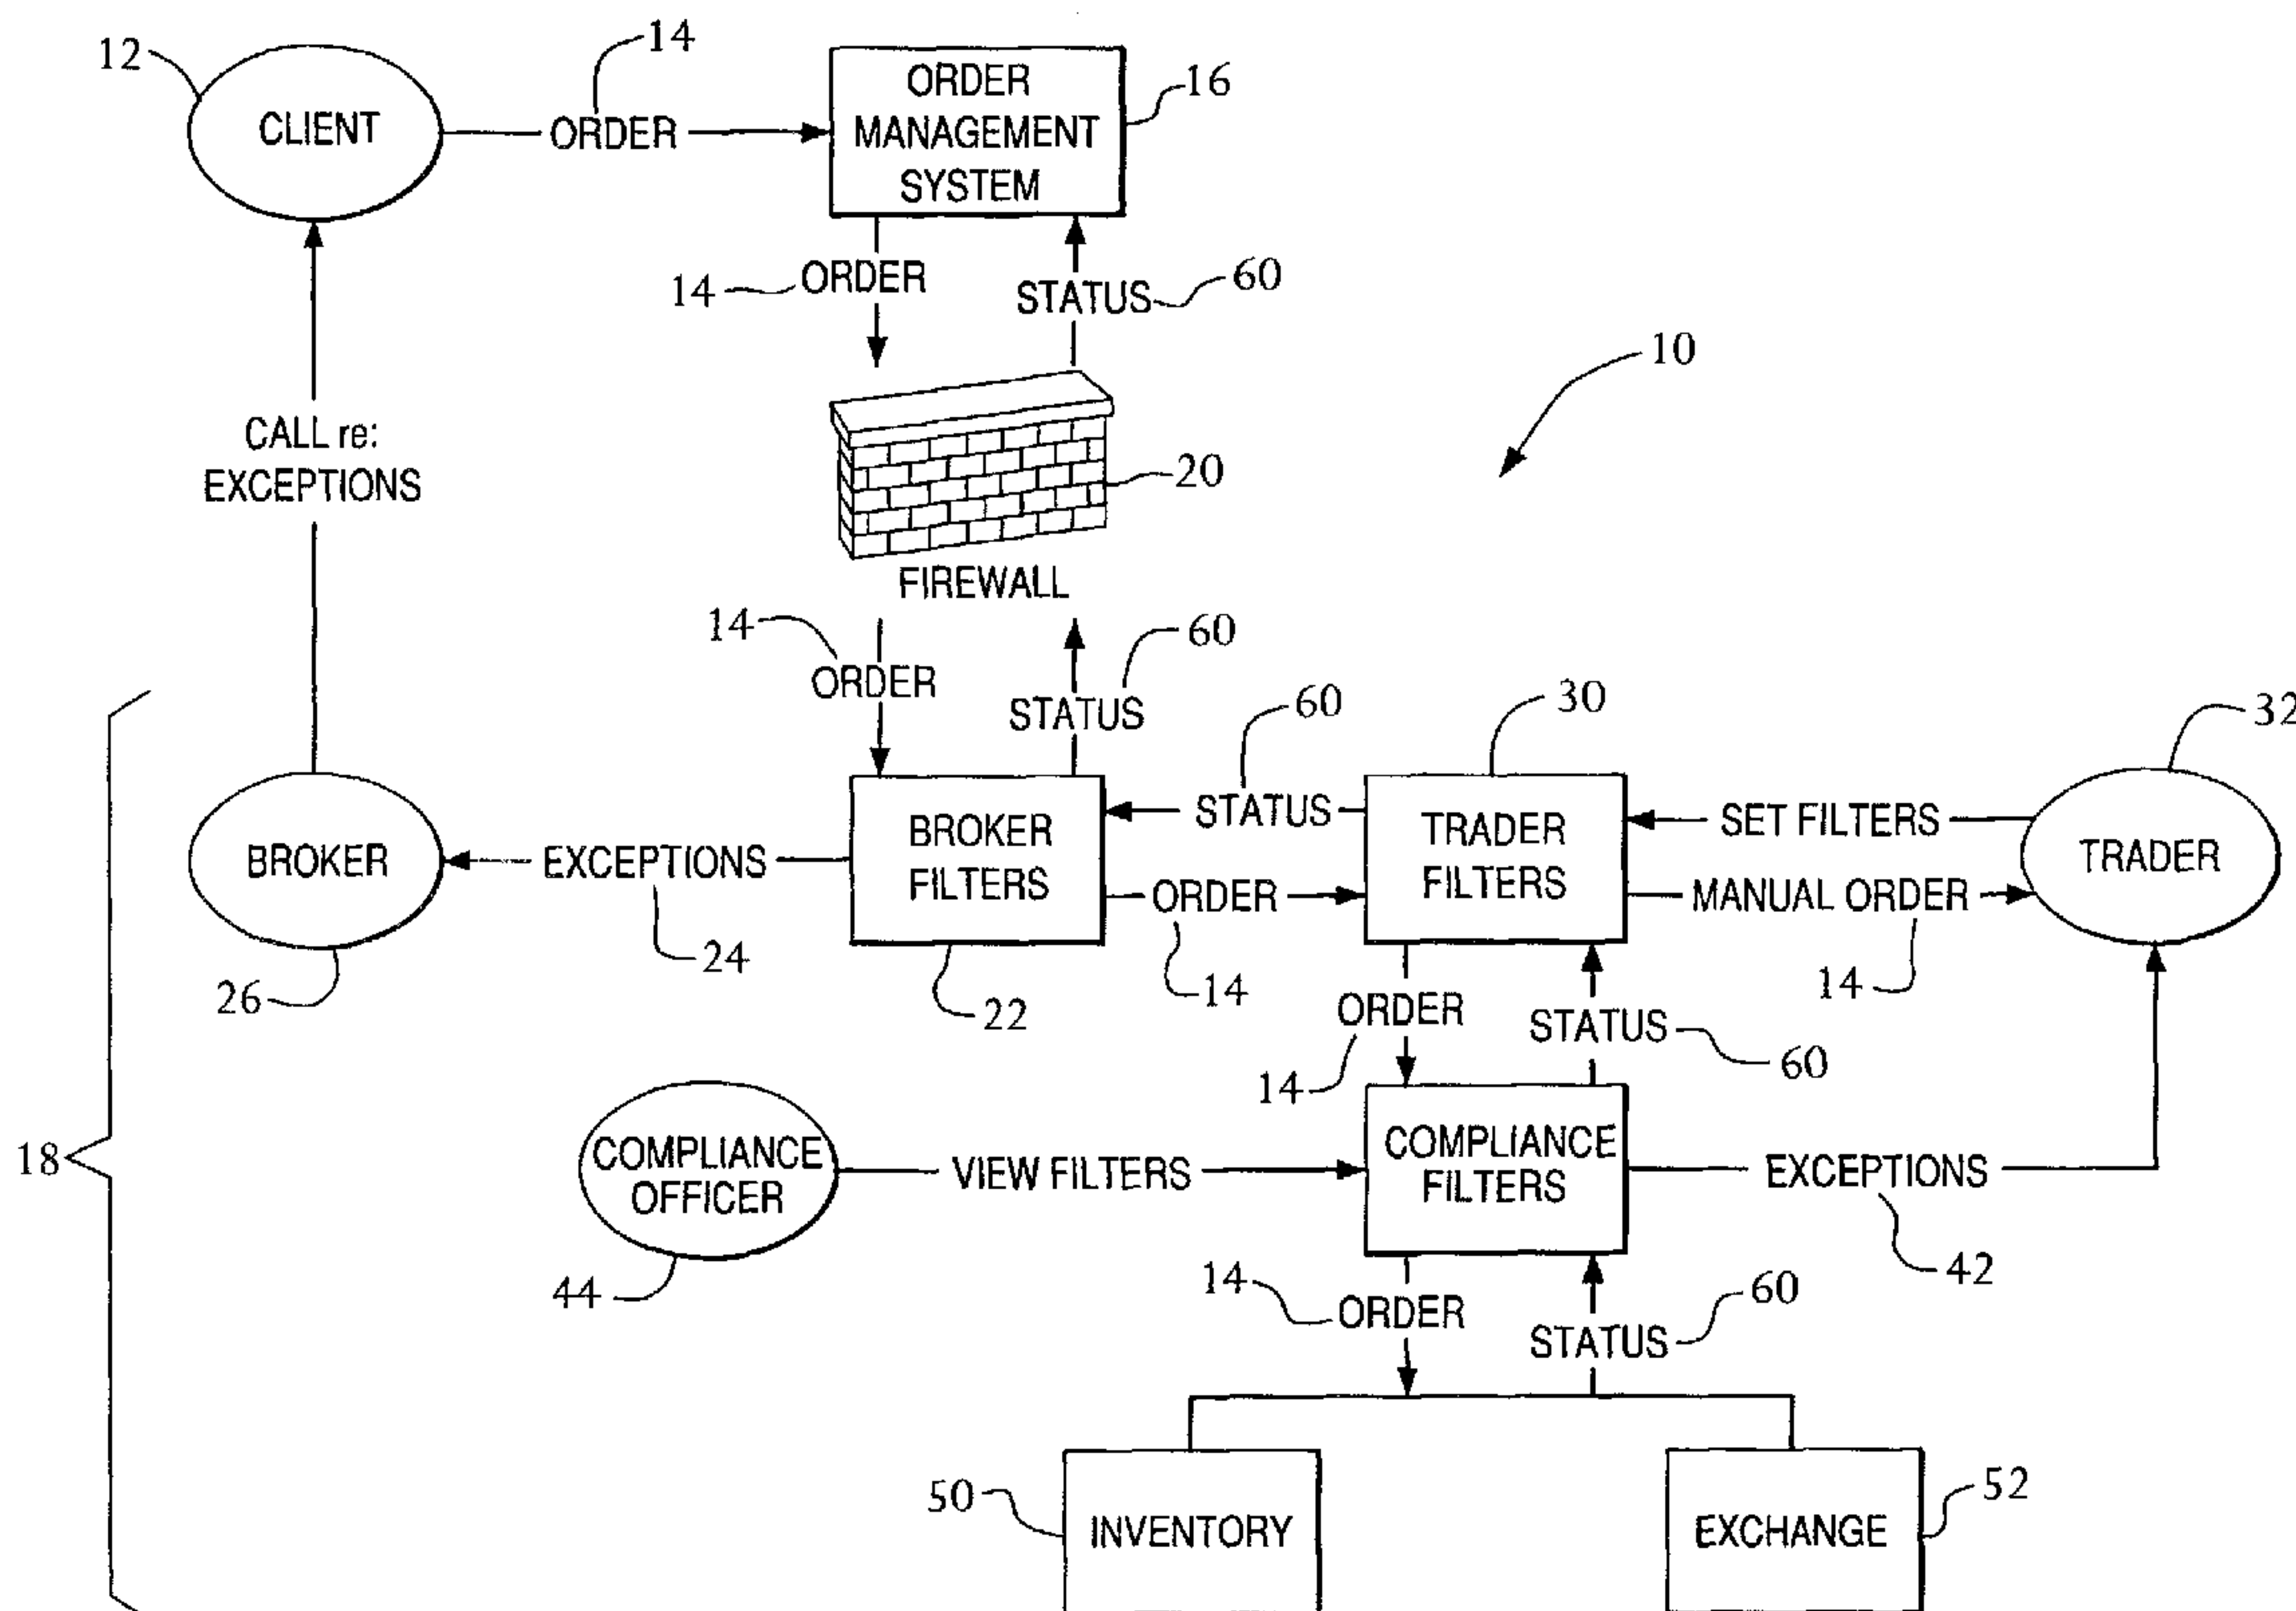 12
14
CLIENT
ORDER
ORDER
MANAGEMENT
SYSTEM
16
14
ORDER
STATUS
60
10
CALL re:
EXCEPTIONS
20
FIREWALL
14
ORDER
STATUS
60
18
BROKER
26
EXCEPTIONS
24
BROKER
FILTERS
22
60
STATUS
ORDER
14
30
TRADER
FILTERS
SET FILTERS
MANUAL ORDER
14
32
TRADER
ORDER
14
STATUS
60
COMPLIANCE
OFFICER
44
VIEW FILTERS
COMPLIANCE
FILTERS
EXCEPTIONS
42
14
ORDER
STATUS
60
50
INVENTORY
EXCHANGE
52